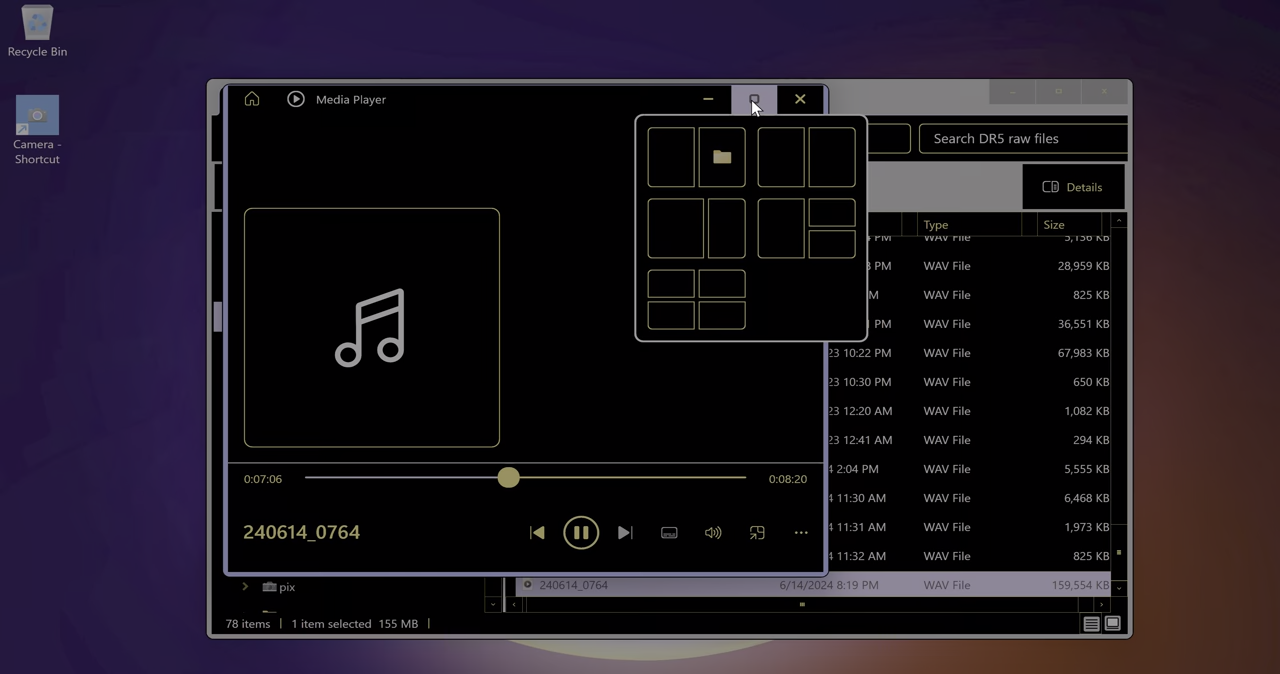 Recycle Bin
Camera -
Shortcut
Media Player
Search DR5 raw files
Details
Type
Size
PM
WAV File
5,136 KB
PM
WAV File
28,959 KB
M
WAV File
825 KB
PM
WAV File
36,551 KB
23 10:22 PM
WAV File
67,983 KB
23 10:30 PM
WAV File
650 KB
23 12:20 AM
WAV File
1,082 KB
23 12:41 AM
WAV File
294 KB
4 2:04 PM
WAV File
5,555 KB
4 11:30 AM
WAV File
6,468 KB
4 11:31 AM
WAV File
1,973 KB
4 11:32 AM
WAV File
825 KB
0:07:06
0:08:20
240614_0764
pix
240614_0764
6/14/2024 8:19 PM
WAV File
159,554 KB
78 items
1 item selected 155 MB